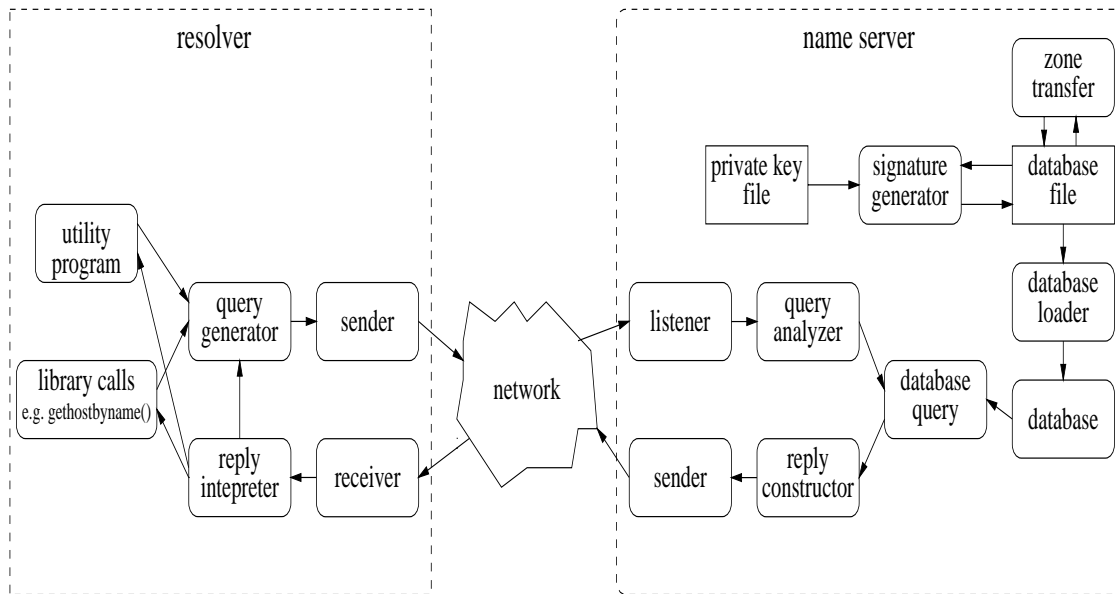 resolver
name server
zone
transfer
private key
file
signature
generator
database
file
utility
program
query
generator
sender
network
listener
query
analyzer
database
loader
library calls
e.g. gethostbyname()
database
query
database
reply
intepreter
receiver
sender
reply
constructor